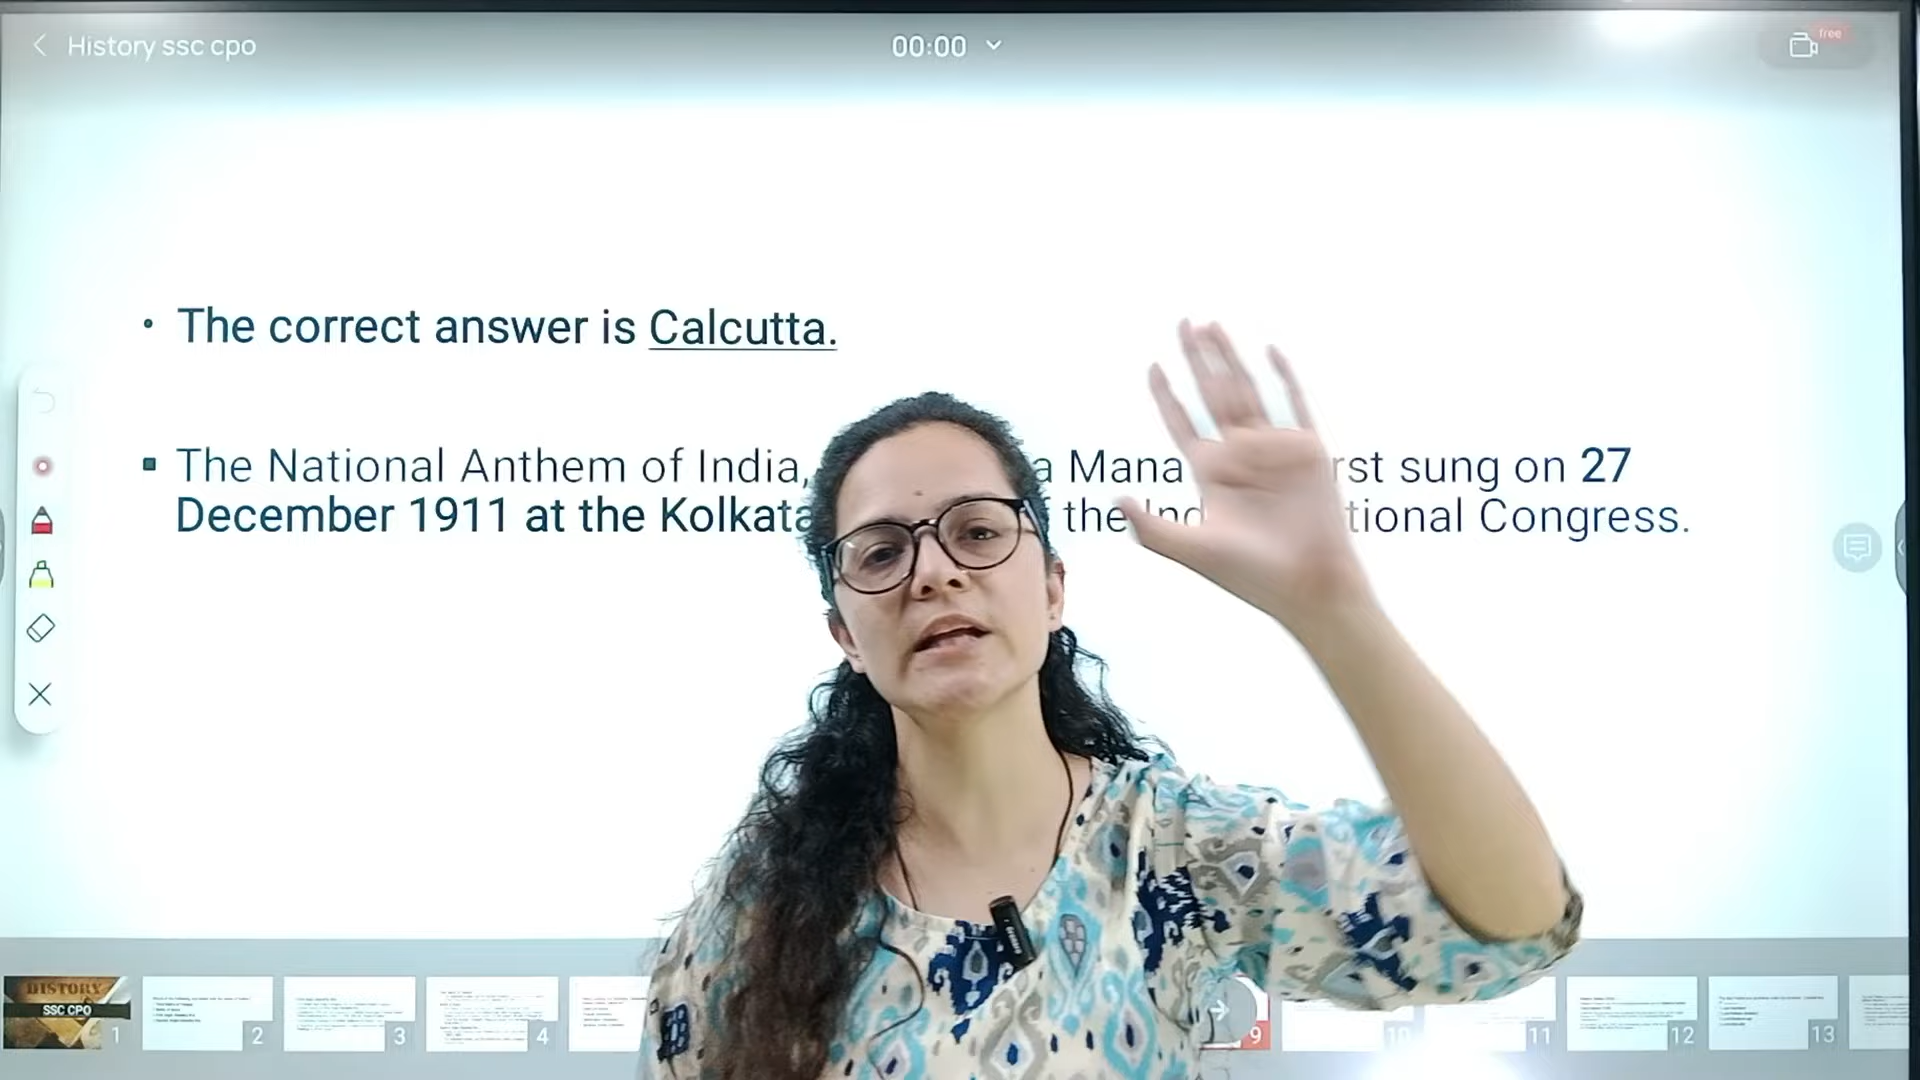 History ssc cpo
00:00
free
The correct answer is Calcutta.
The National Anthem of India, a Mana rst sung on 27
December 1911 at the Kolkata the Ind tional Congress.
HISTORY
SSC CPO
1
2
3
4
9
10
11
12
13